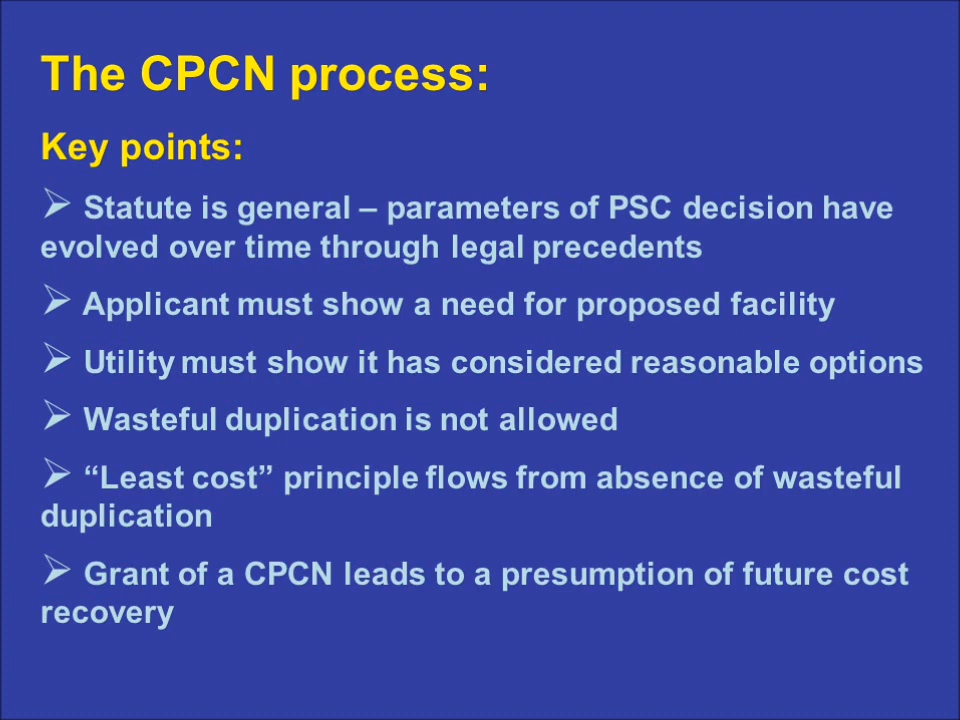 The CPCN process:
Key points:
➢ Statute is general – parameters of PSC decision have
evolved over time through legal precedents
➢ Applicant must show a need for proposed facility
➢ Utility must show it has considered reasonable options
➢ Wasteful duplication is not allowed
➢ “Least cost” principle flows from absence of wasteful
duplication
➢ Grant of a CPCN leads to a presumption of future cost
recovery